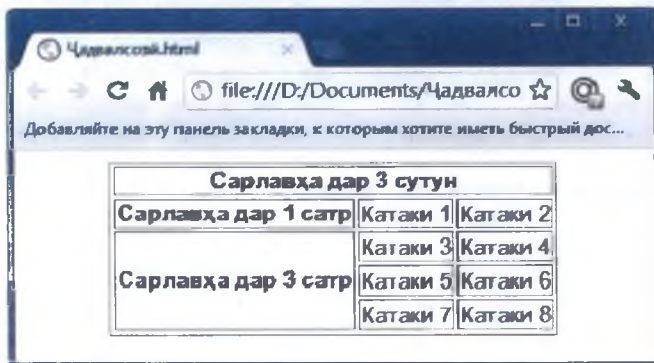 Ҷадвалсозӣ.html
file:///D:/Documents/Ҷадвалсо
Добавляйте на эту панель закладки, к которым хотите иметь быстрый дос...
Сарлавҳа дар 3 сутун
Сарлавҳа дар 1 сатр Катаки 1 Катаки 2
Сарлавҳа дар 3 сатр Катаки 3 Катаки 4
Катаки 5 Катаки 6
Катаки 7 Катаки 8